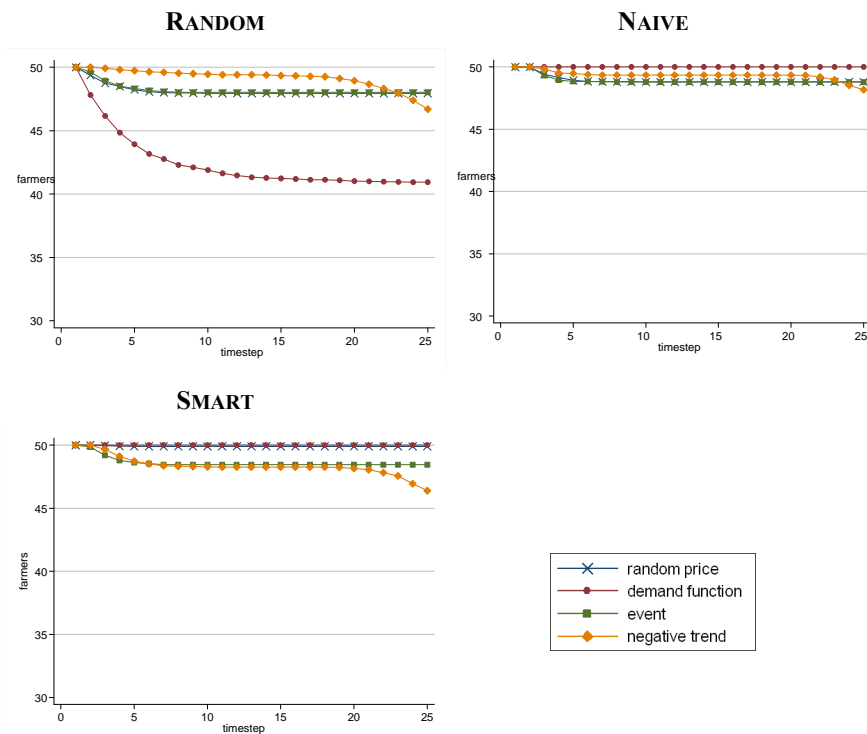 RANDOM
50
45
farmers
40
35
30
0 5 10 15 20 25
timestep
NAIVE
50
45
farmers
40
35
30
0 5 10 15 20 25
timestep
SMART
50
45
40
35
30
farmers
0 5 10 15 20 25
timestep
random price
demand function
event
negative trend